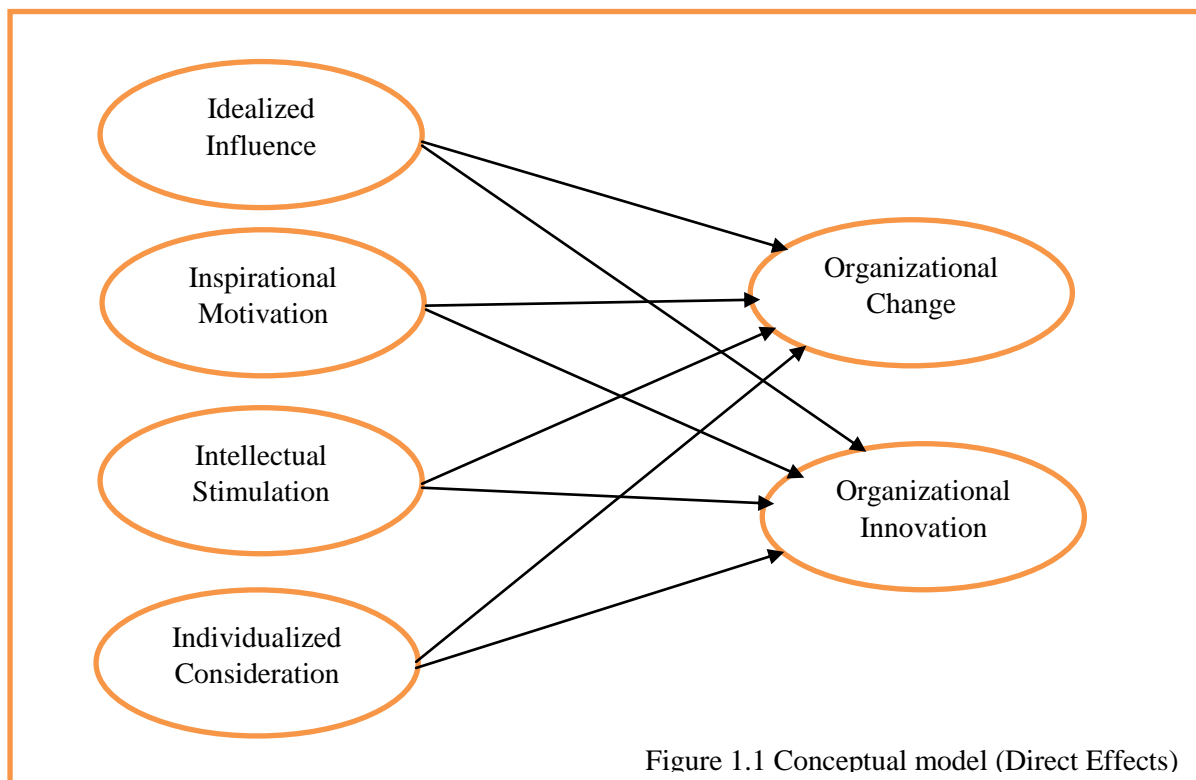 Idealized
Influence
Inspirational
Motivation
Intellectual
Stimulation
Individualized
Consideration
Organizational
Change
Organizational
Innovation
Figure 1.1 Conceptual model (Direct Effects)